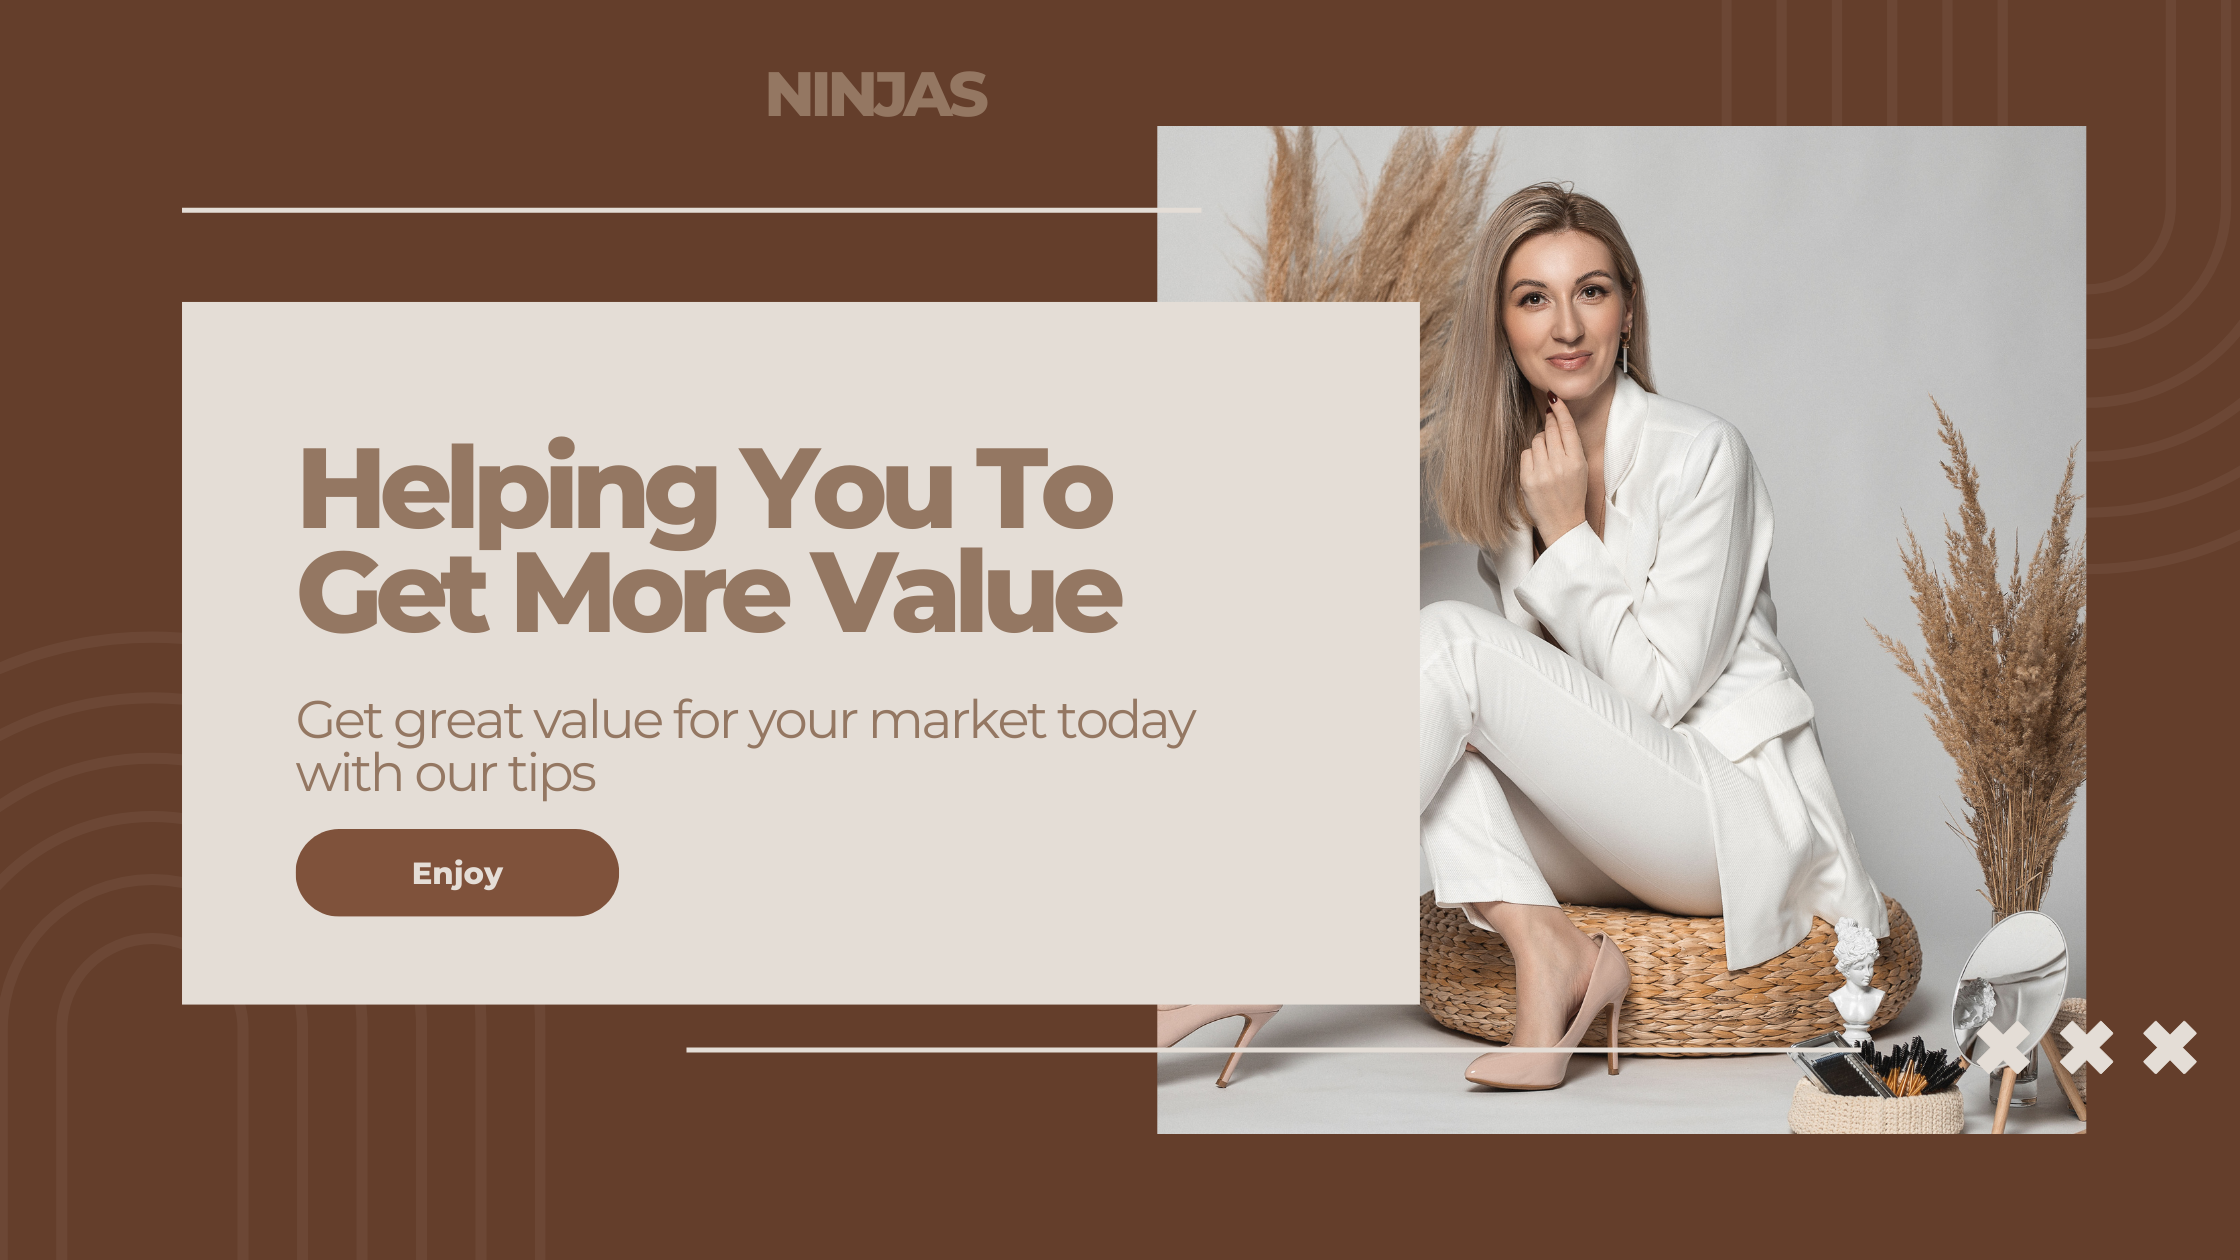 NINJAS
Helping You To
Get More Value
Get great value for your market today
with our tips
Enjoy